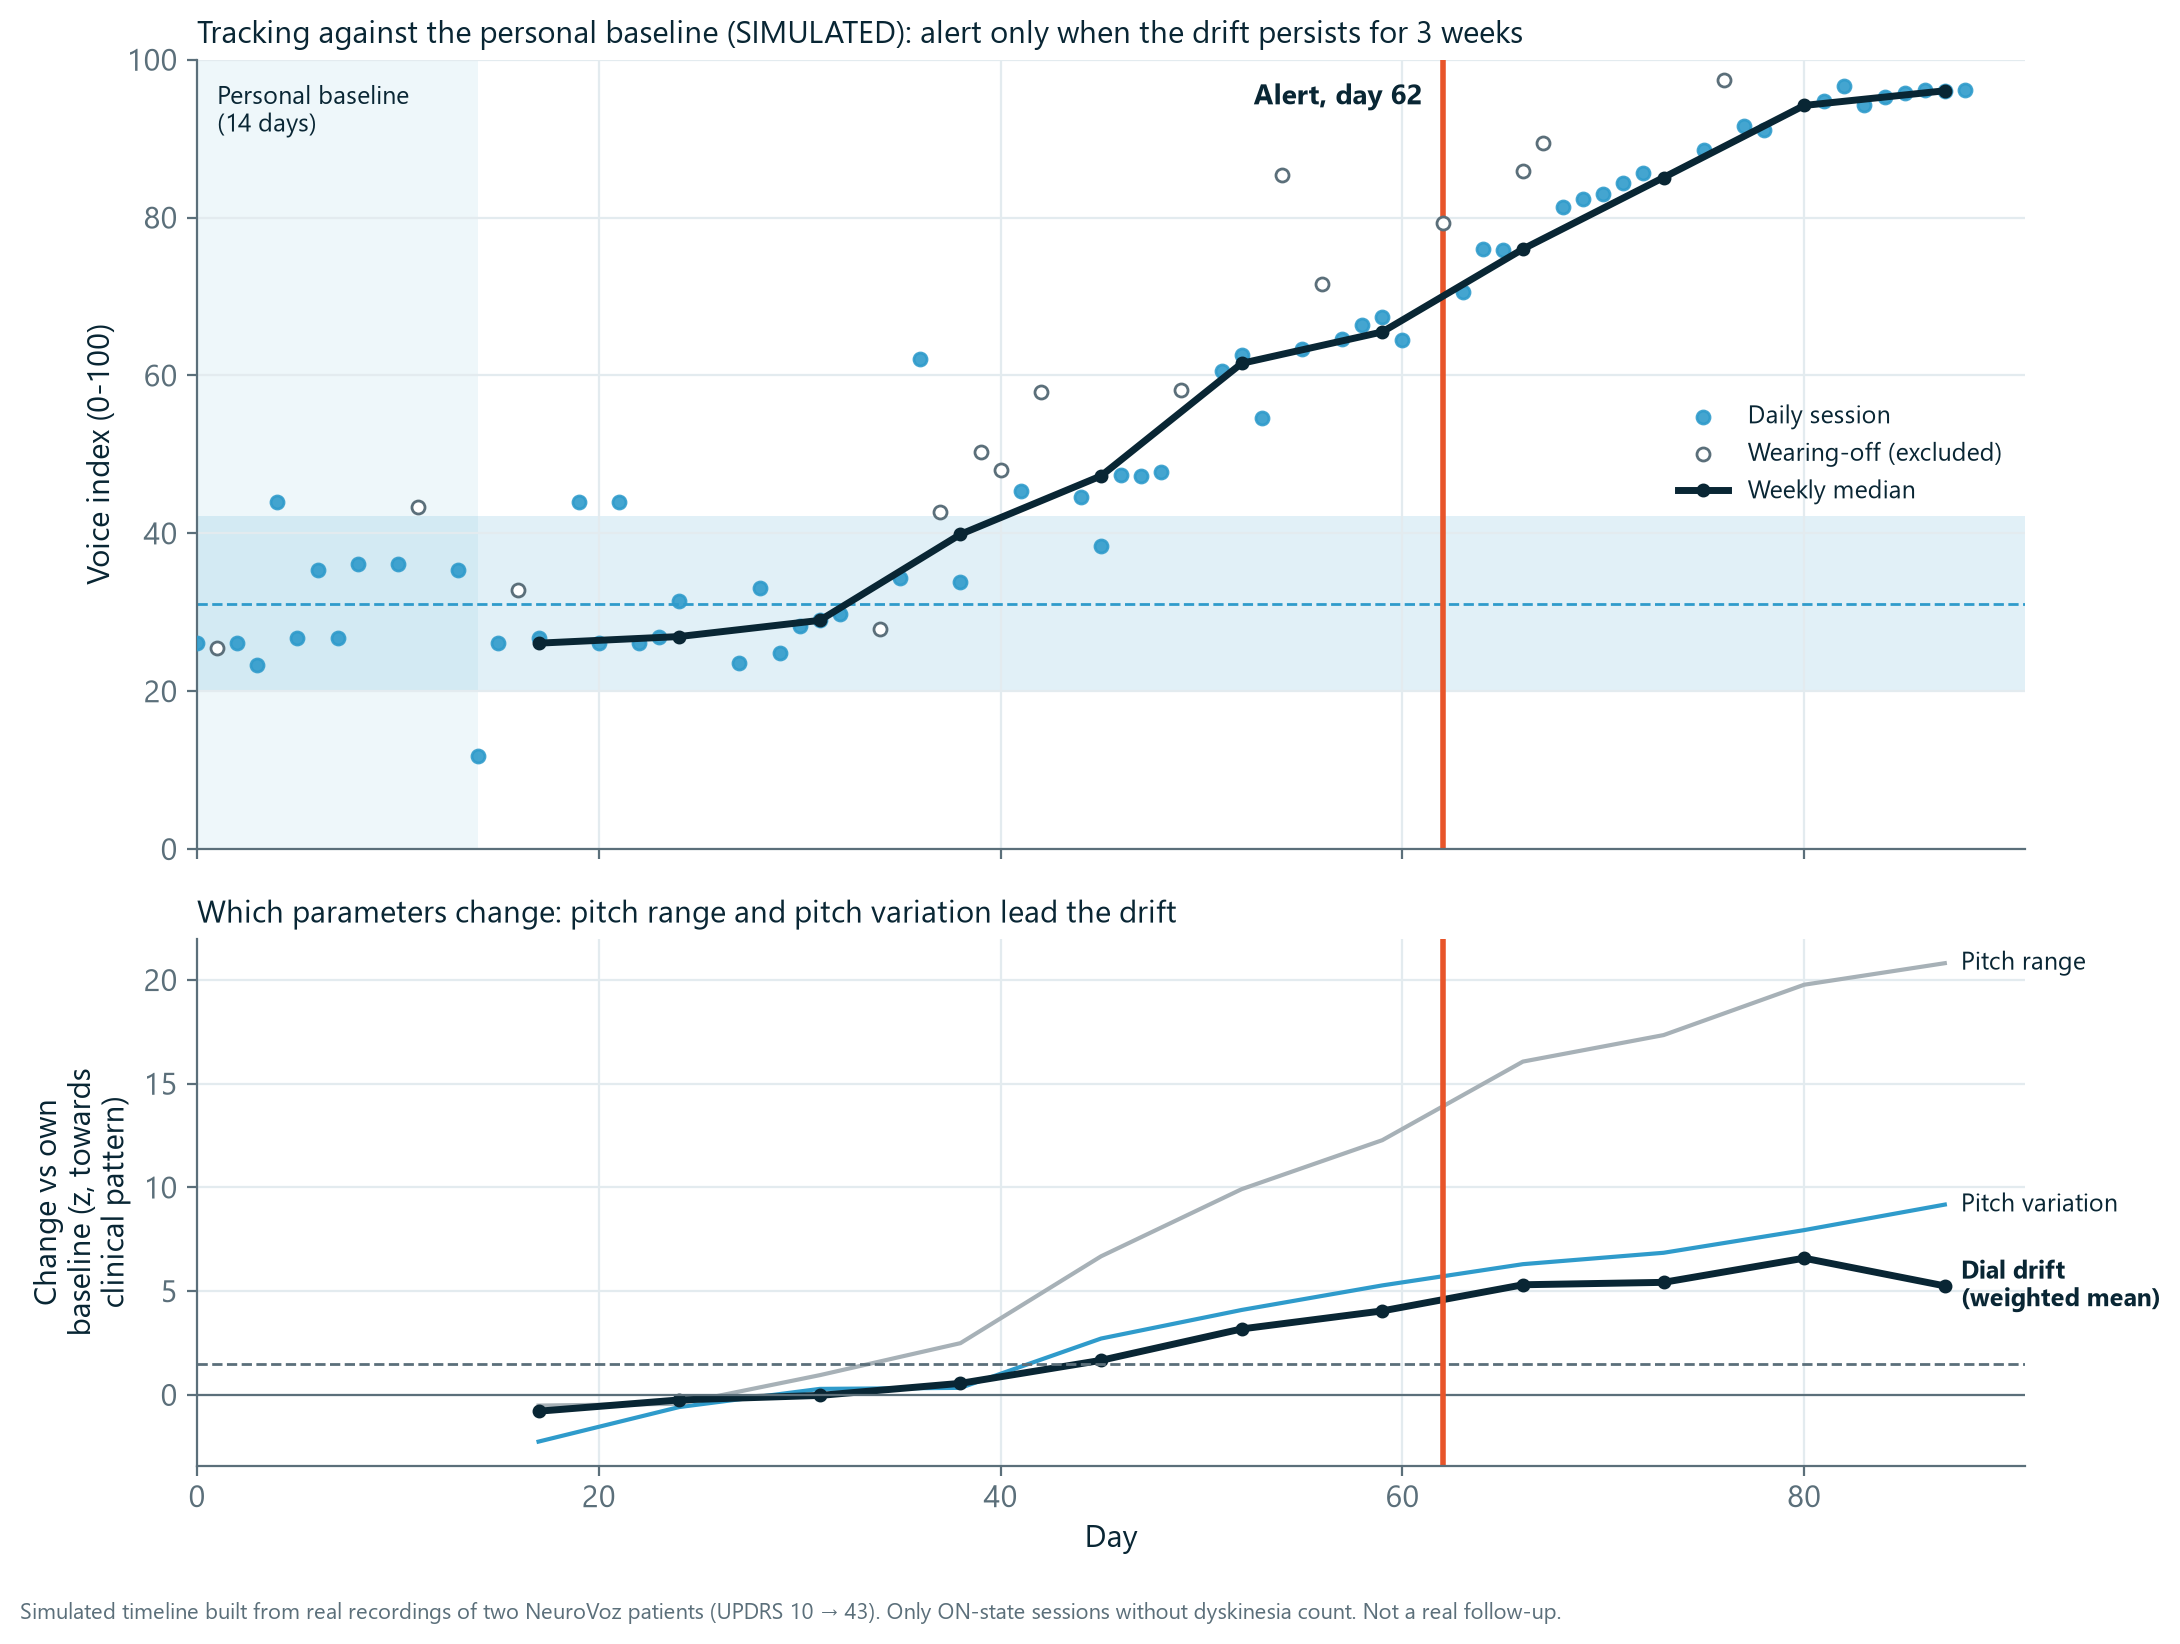 Tracking against the personal baseline (SIMULATED): alert only when the drift persists for 3 weeks
100
80
60
40
20
0
Voice index (0-100)
Personal baseline
(14 days)
Alert, day 62
Daily session
Wearing-off (excluded)
Weekly median
Which parameters change: pitch range and pitch variation lead the drift
20
15
10
5
0
Change vs own
baseline (z, towards
clinical pattern)
Pitch range
Pitch variation
Dial drift
(weighted mean)
0
20
40
60
80
Day
Simulated timeline built from real recordings of two NeuroVoz patients (UPDRS 10 → 43). Only ON-state sessions without dyskinesia count. Not a real follow-up.